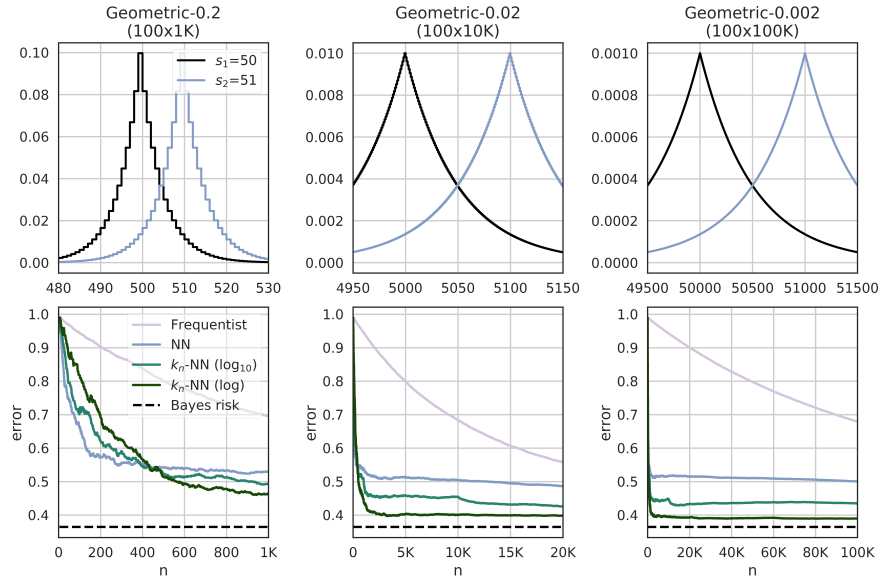 Geometric-0.2
(100x1K)
Geometric-0.02
(100x10K)
Geometric-0.002
(100x100K)
0.10
0.08
0.06
0.04
0.02
0.00
s₁=50
s₂=51
480 490 500 510 520 530
0.010
0.008
0.006
0.004
0.002
0.000
4950 5000 5050 5100 5150
0.0010
0.0008
0.0006
0.0004
0.0002
0.0000
49500 50000 50500 51000 51500
error
1.0
0.9
0.8
0.7
0.6
0.5
0.4
Frequentist
NN
kₙ-NN (log₁₀)
kₙ-NN (log)
Bayes risk
0 200 400 600 800 1K
n
error
1.0
0.9
0.8
0.7
0.6
0.5
0.4
0 5K 10K 15K 20K
n
error
1.0
0.9
0.8
0.7
0.6
0.5
0.4
0 20K 40K 60K 80K 100K
n